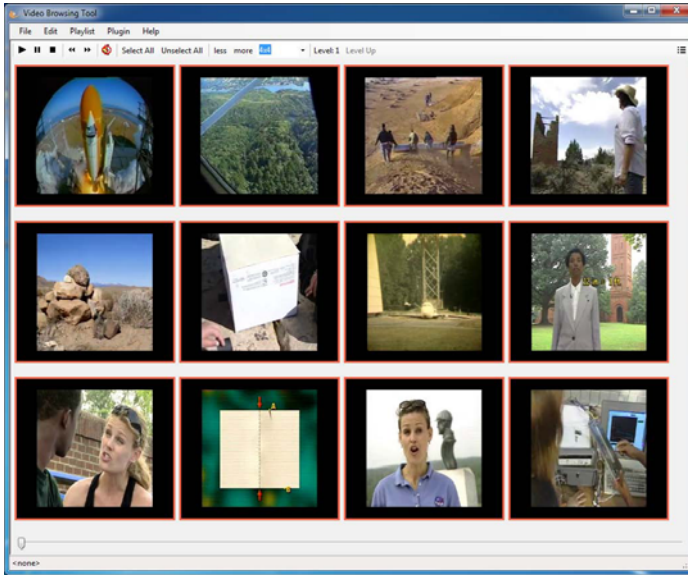 Video Browsing Tool
File Edit Playlist Plugin Help
Select All Unselect All less more 4x4 Level: 1 Level Up
A
<none>